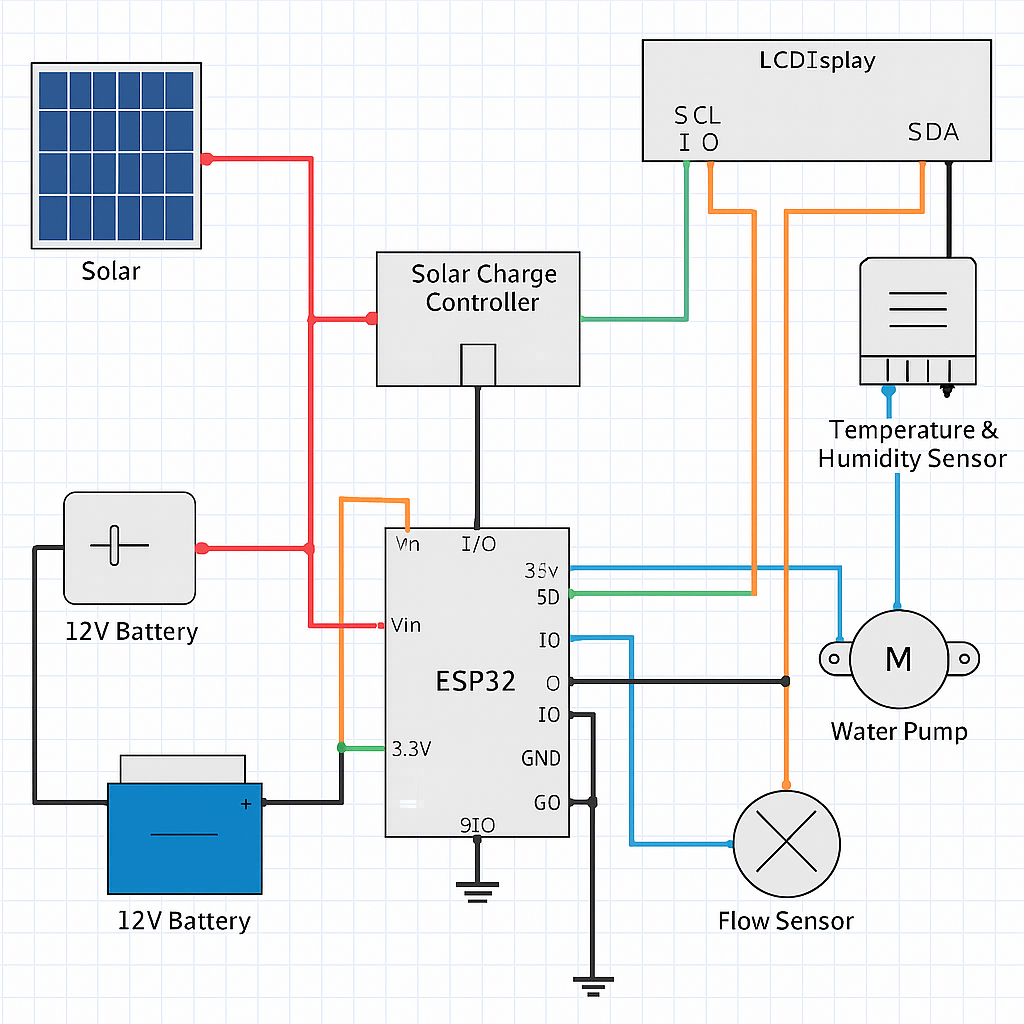 LCDIsplay
S CL
I O
SDA
Solar
Solar Charge
Controller
Temperature &
Humidity Sensor
Vn
I/O
35v
5D
12V Battery
Vin
IO
M
ESP32
O
IO
Water Pump
3.3V
GND
+
GO
9IO
12V Battery
Flow Sensor